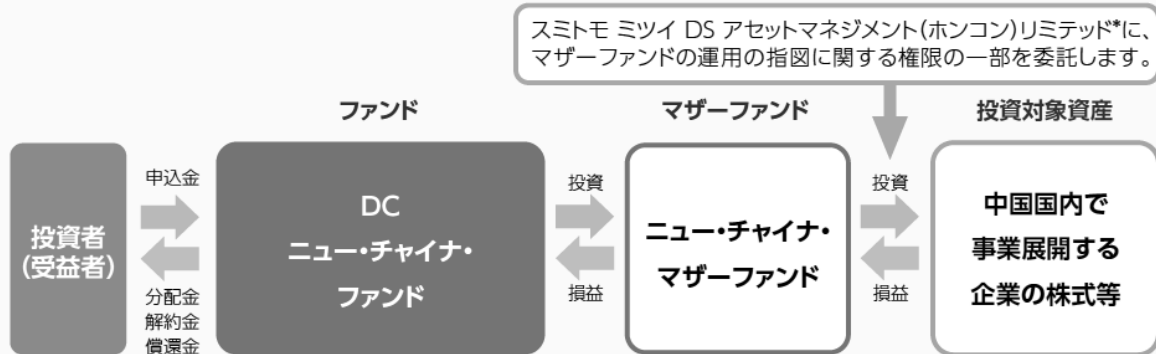 スミトモ ミツイ DS アセットマネジメント(ホンコン)リミテッド*に、
マザーファンドの運用の指図に関する権限の一部を委託します。
ファンド
マザーファンド
投資対象資産
投資者
(受益者)
申込金
分配金
解約金
償還金
DC
ニュー・チャイナ・
ファンド
投資
損益
ニュー・チャイナ・
マザーファンド
投資
損益
中国国内で
事業展開する
企業の株式等